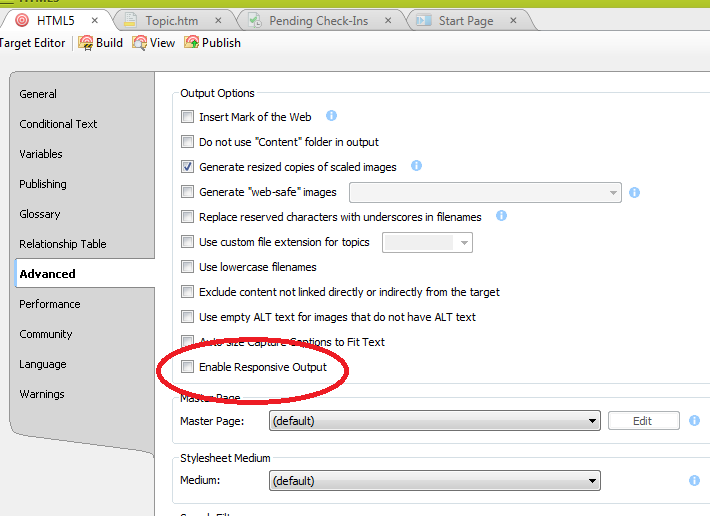 HTML5
HTML5 Topic.htm Pending Check-Ins Start Page
Target Editor Build View Publish
General
Conditional Text
Variables
Publishing
Glossary
Relationship Table
Advanced
Performance
Community
Language
Warnings
Output Options
Insert Mark of the Web
Do not use "Content" folder in output
Generate resized copies of scaled images
Generate "web-safe" images
Replace reserved characters with underscores in filenames
Use custom file extension for topics
Use lowercase filenames
Exclude content not linked directly or indirectly from the target
Use empty ALT text for images that do not have ALT text
Auto-size Capture Captions to Fit Text
Enable Responsive Output
Master Page
Master Page: (default) Edit
Stylesheet Medium
Medium: (default)